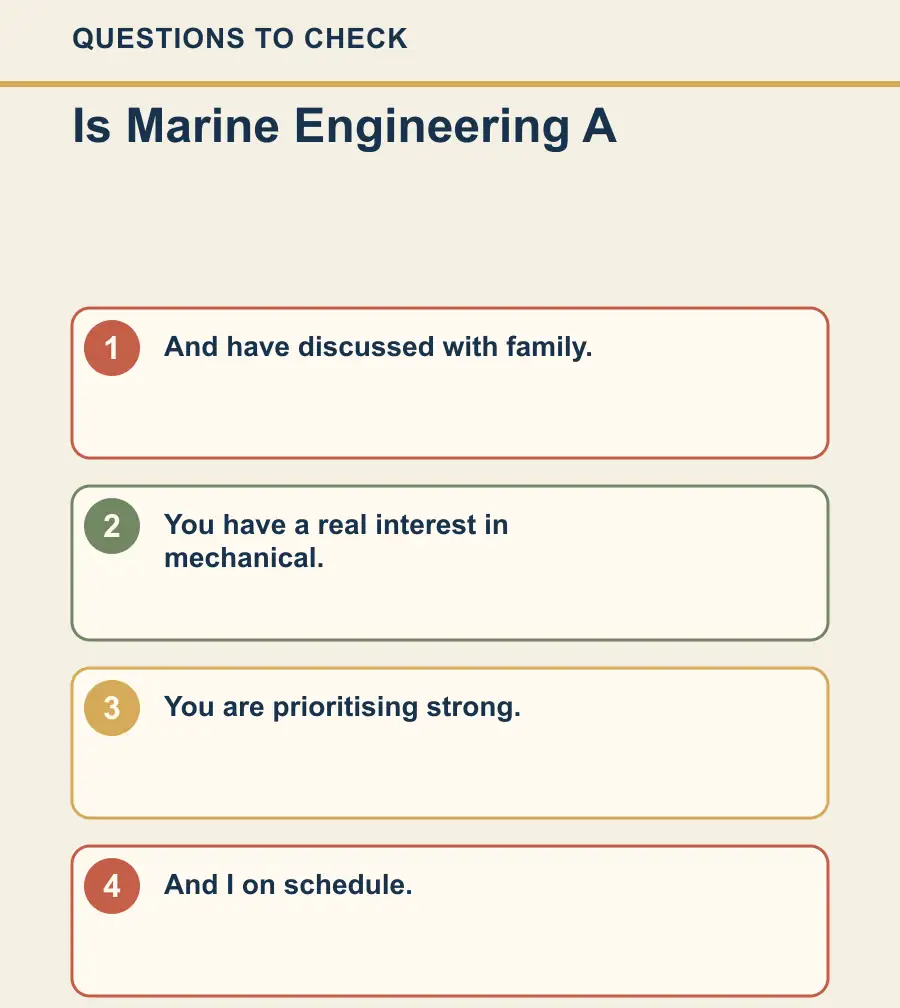 QUESTIONS TO CHECK
Is Marine Engineering A
1
And have discussed with family.
2
You have a real interest in
mechanical.
3
You are prioritising strong.
4
And I on schedule.